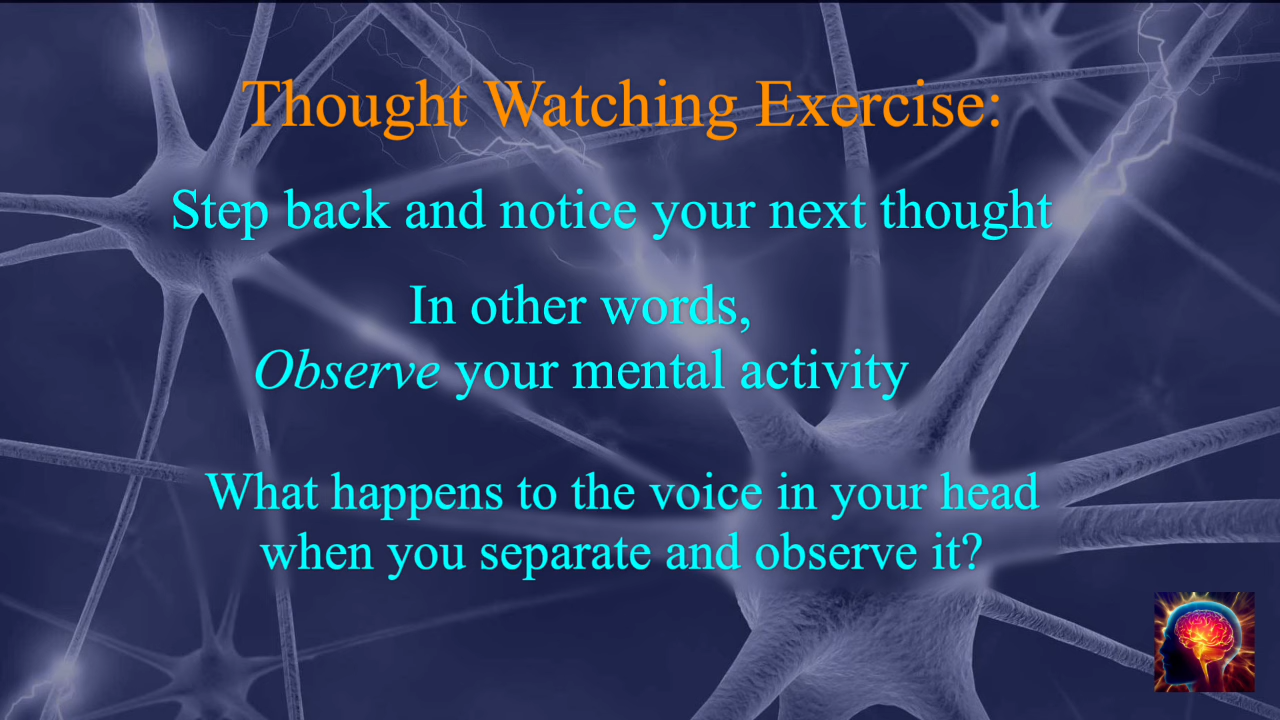 Thought Watching Exercise:
Step back and notice your next thought
In other words,
Observe your mental activity
What happens to the voice in your head
when you separate and observe it?